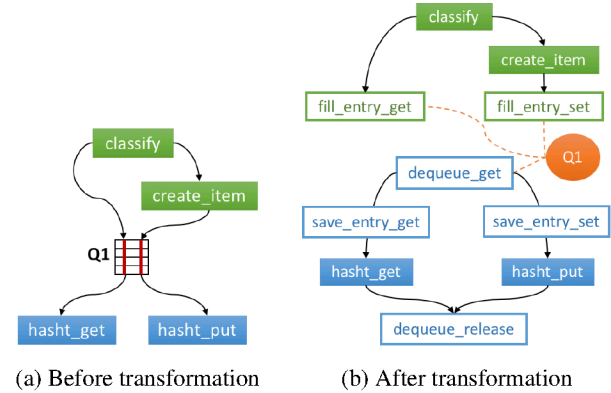 classify
create_item
Q1
hasht_get
hasht_put
(a) Before transformation
classify
create_item
fill_entry_get
fill_entry_set
Q1
dequeue_get
save_entry_get
save_entry_set
hasht_get
hasht_put
dequeue_release
(b) After transformation